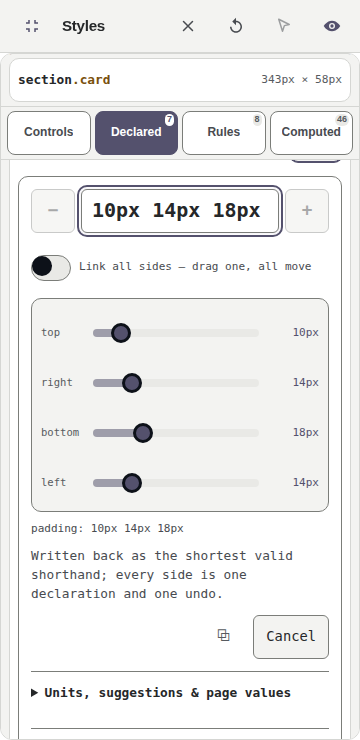 Styles
section.card 343px × 58px
Controls Declared 7 Rules 8 Computed 46
− 10px 14px 18px +
Link all sides — drag one, all move
top 10px
right 14px
bottom 18px
left 14px
padding: 10px 14px 18px
Written back as the shortest valid
shorthand; every side is one
declaration and one undo.
Cancel
Units, suggestions & page values